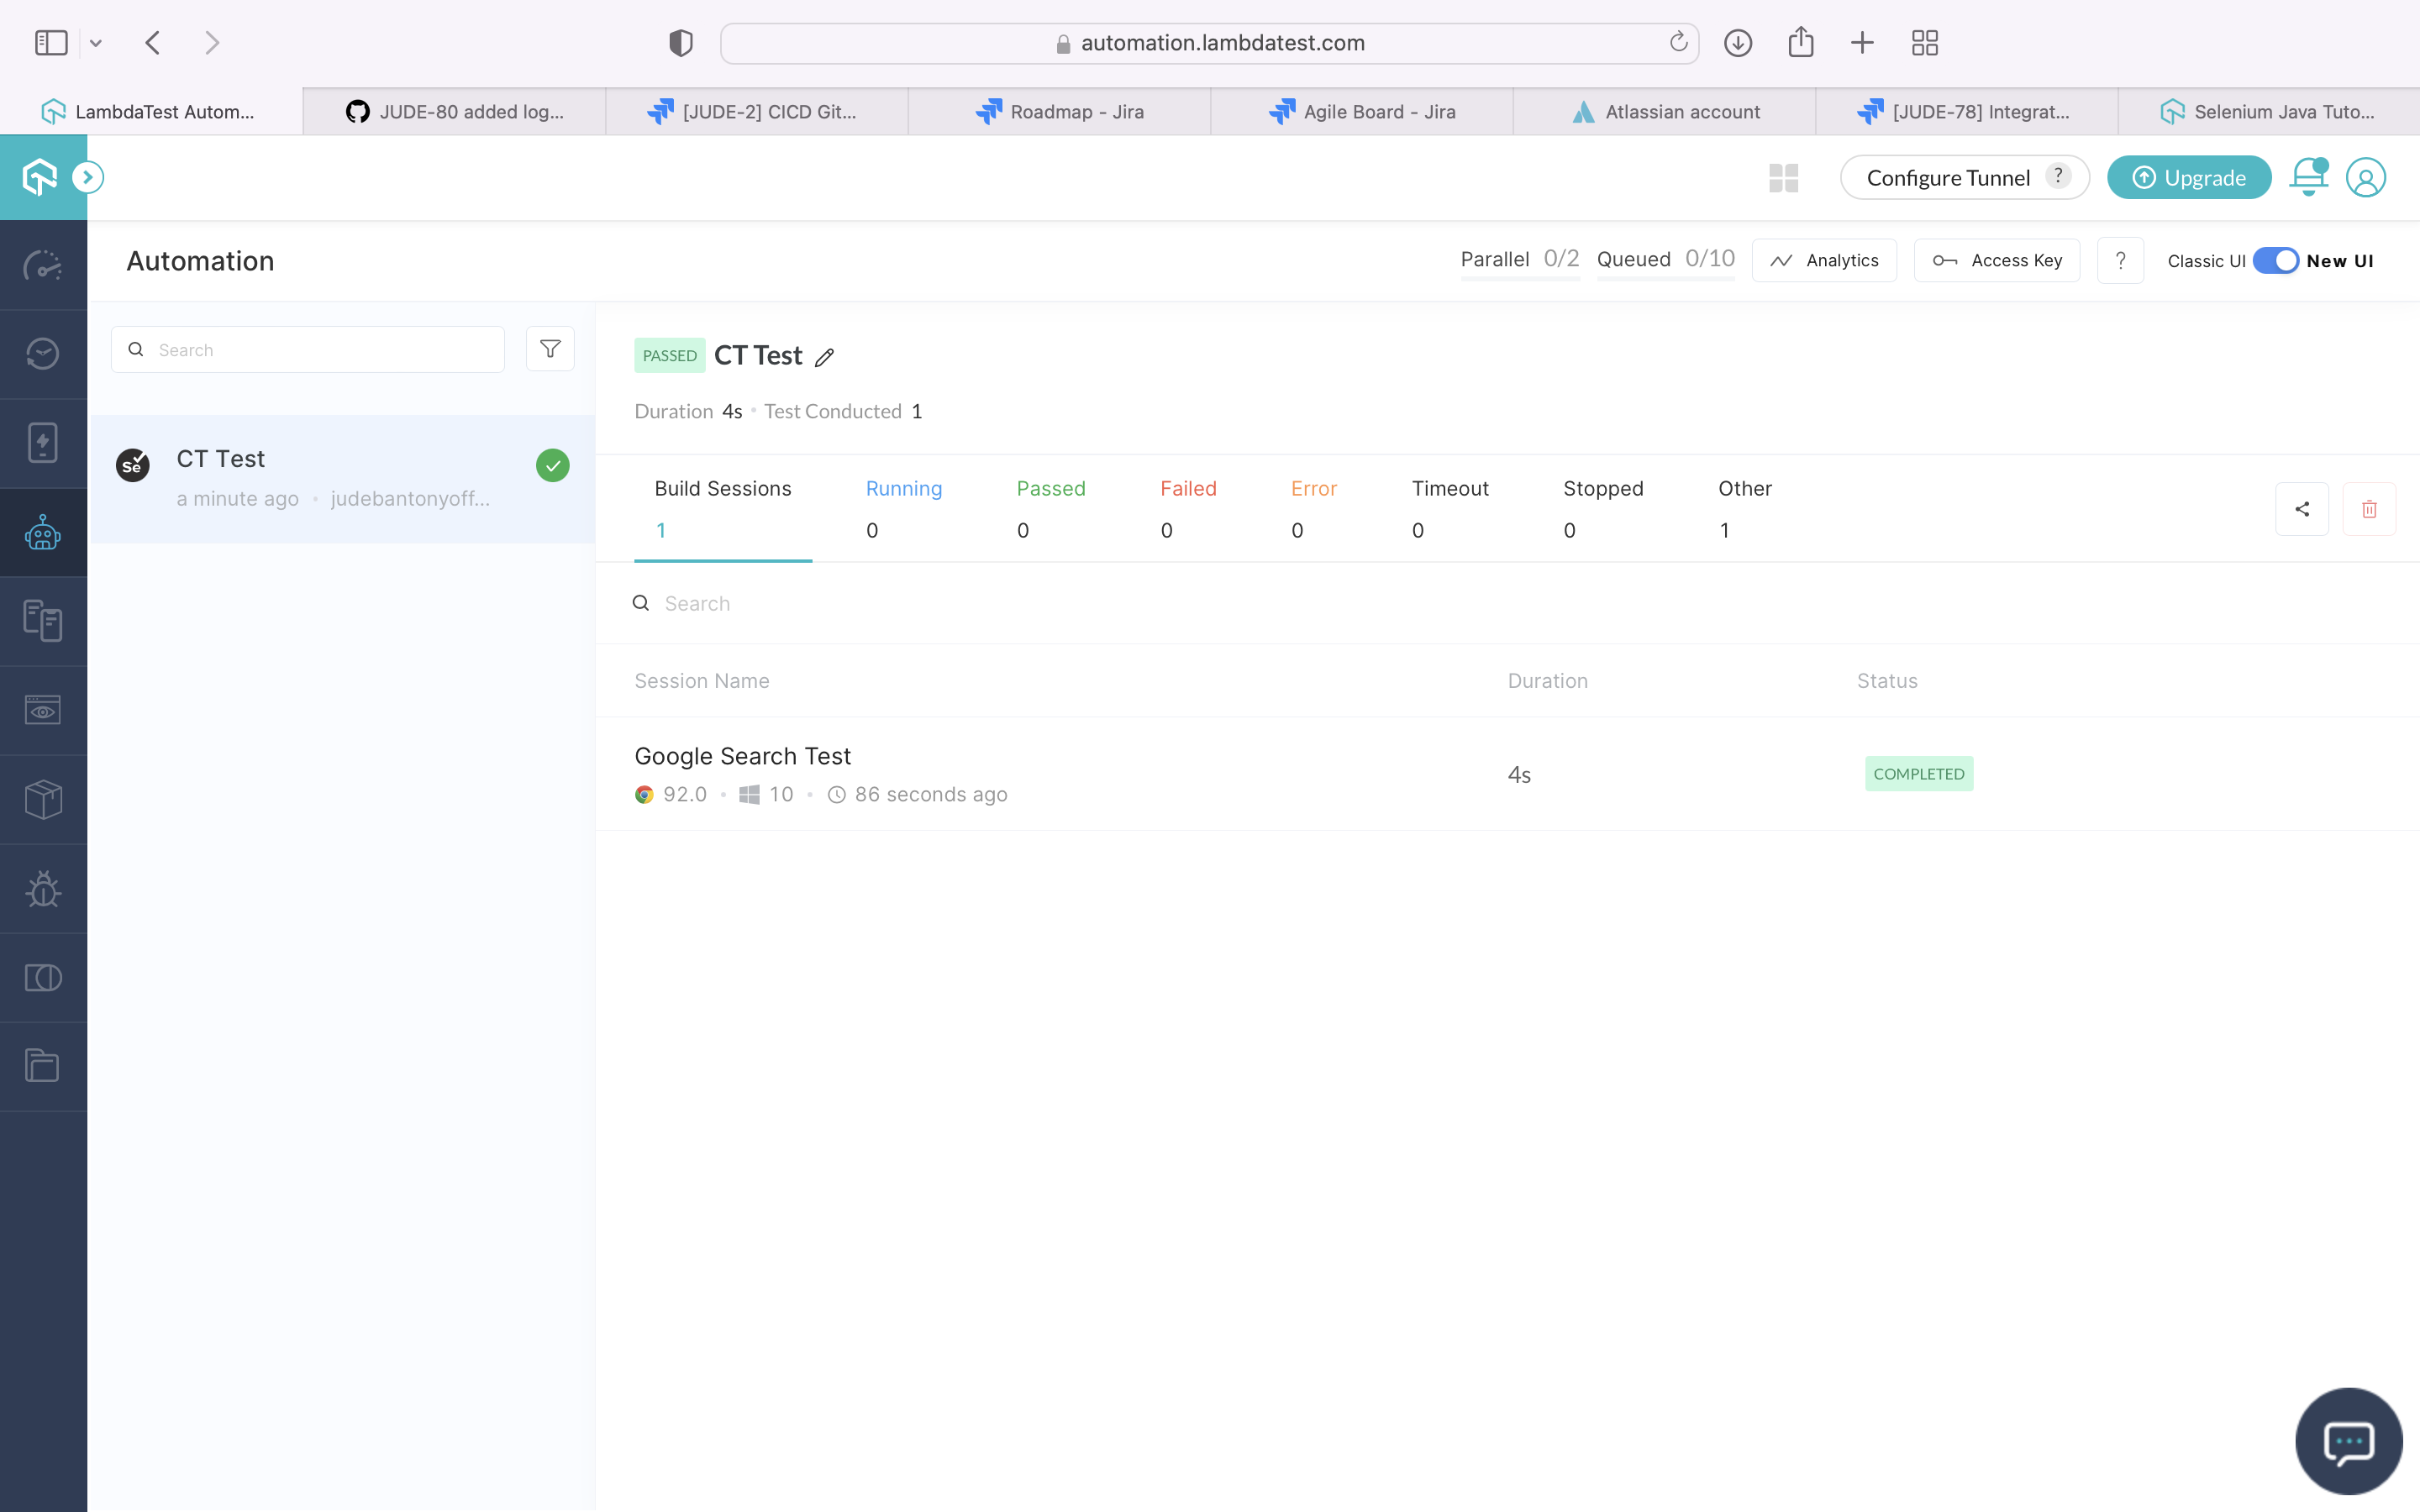 automation.lambdatest.com
LambdaTest Autom...
JUDE-80 added log...
[JUDE-2] CICD Git...
Roadmap - Jira
Agile Board - Jira
Atlassian account
[JUDE-78] Integrat...
Selenium Java Tuto...
Configure Tunnel ?
Upgrade
Automation
Parallel 0/2 Queued 0/10
Analytics
Access Key
?
Classic UI New UI
Search
Se
CT Test
a minute ago • judebantonyoff...
PASSED CT Test
Duration 4s • Test Conducted 1
Build Sessions Running Passed Failed Error Timeout Stopped Other
1 0 0 0 0 0 0 1
Search
Session Name Duration Status
Google Search Test
92.0 • 10 • 86 seconds ago
4s
COMPLETED